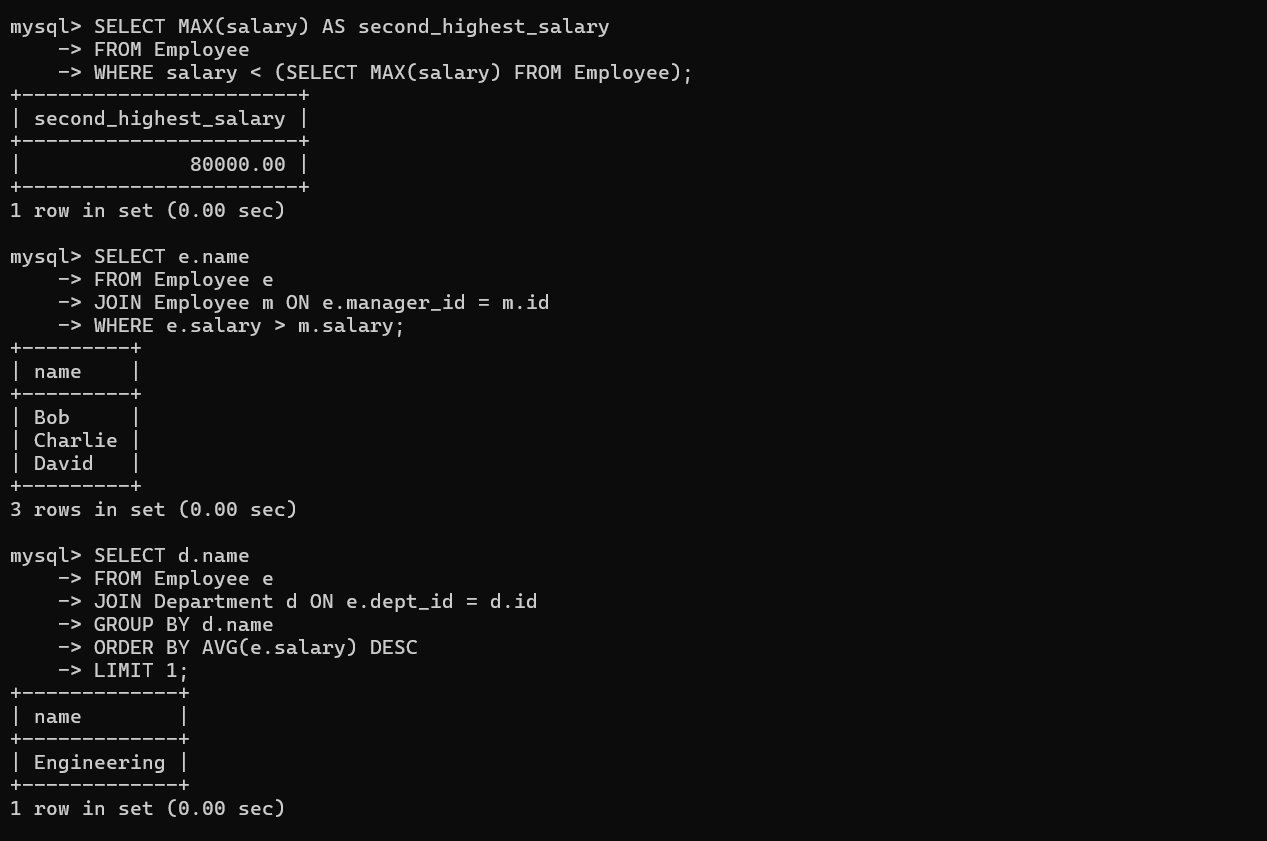 mysql> SELECT MAX(salary) AS second_highest_salary
    -> FROM Employee
    -> WHERE salary < (SELECT MAX(salary) FROM Employee);
+-----------------------+
| second_highest_salary |
+-----------------------+
|              80000.00 |
+-----------------------+
1 row in set (0.00 sec)

mysql> SELECT e.name
    -> FROM Employee e
    -> JOIN Employee m ON e.manager_id = m.id
    -> WHERE e.salary > m.salary;
+---------+
| name    |
+---------+
| Bob     |
| Charlie |
| David   |
+---------+
3 rows in set (0.00 sec)

mysql> SELECT d.name
    -> FROM Employee e
    -> JOIN Department d ON e.dept_id = d.id
    -> GROUP BY d.name
    -> ORDER BY AVG(e.salary) DESC
    -> LIMIT 1;
+-------------+
| name        |
+-------------+
| Engineering |
+-------------+
1 row in set (0.00 sec)